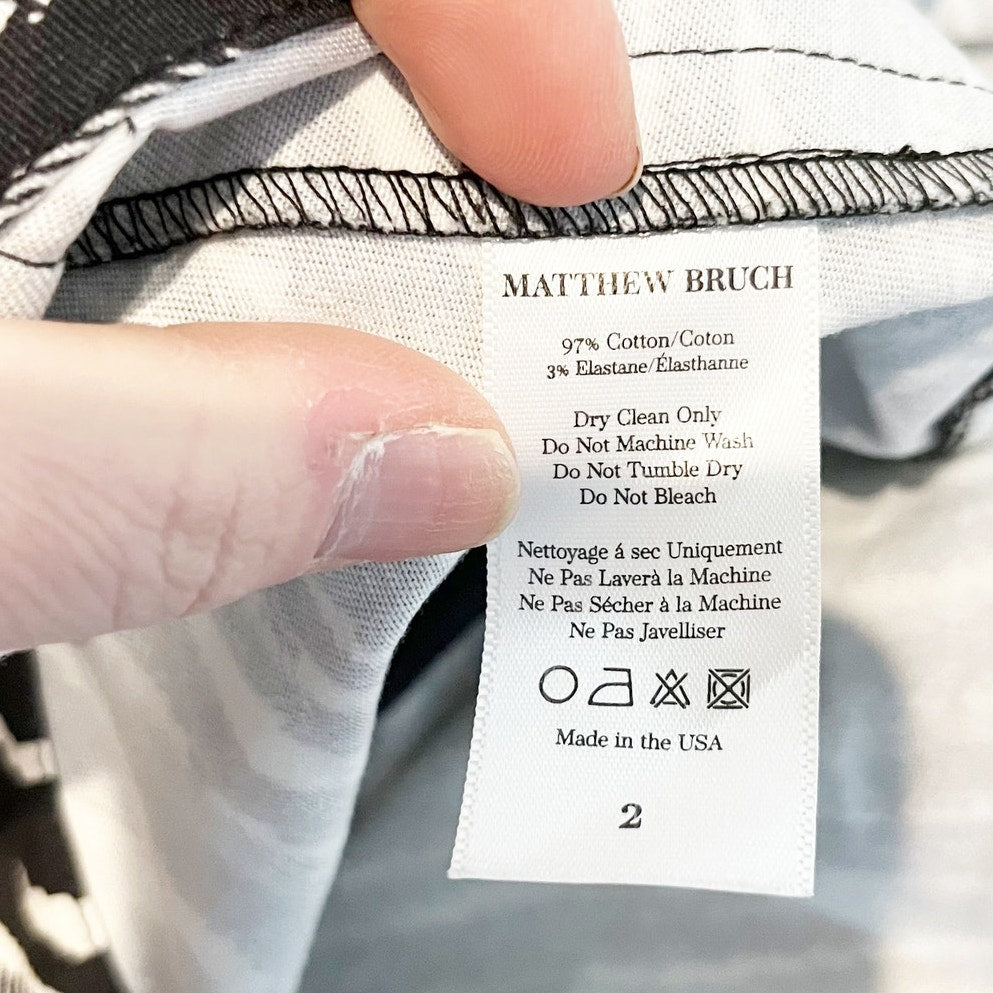 MATTHEW BRUCH
97% Cotton/Coton
3% Elastane/Élasthanne
Dry Clean Only
Do Not Machine Wash
Do Not Tumble Dry
Do Not Bleach
Nettoyage á sec Uniquement
Ne Pas Laverà la Machine
Ne Pas Sécher à la Machine
Ne Pas Javelliser
Made in the USA
2